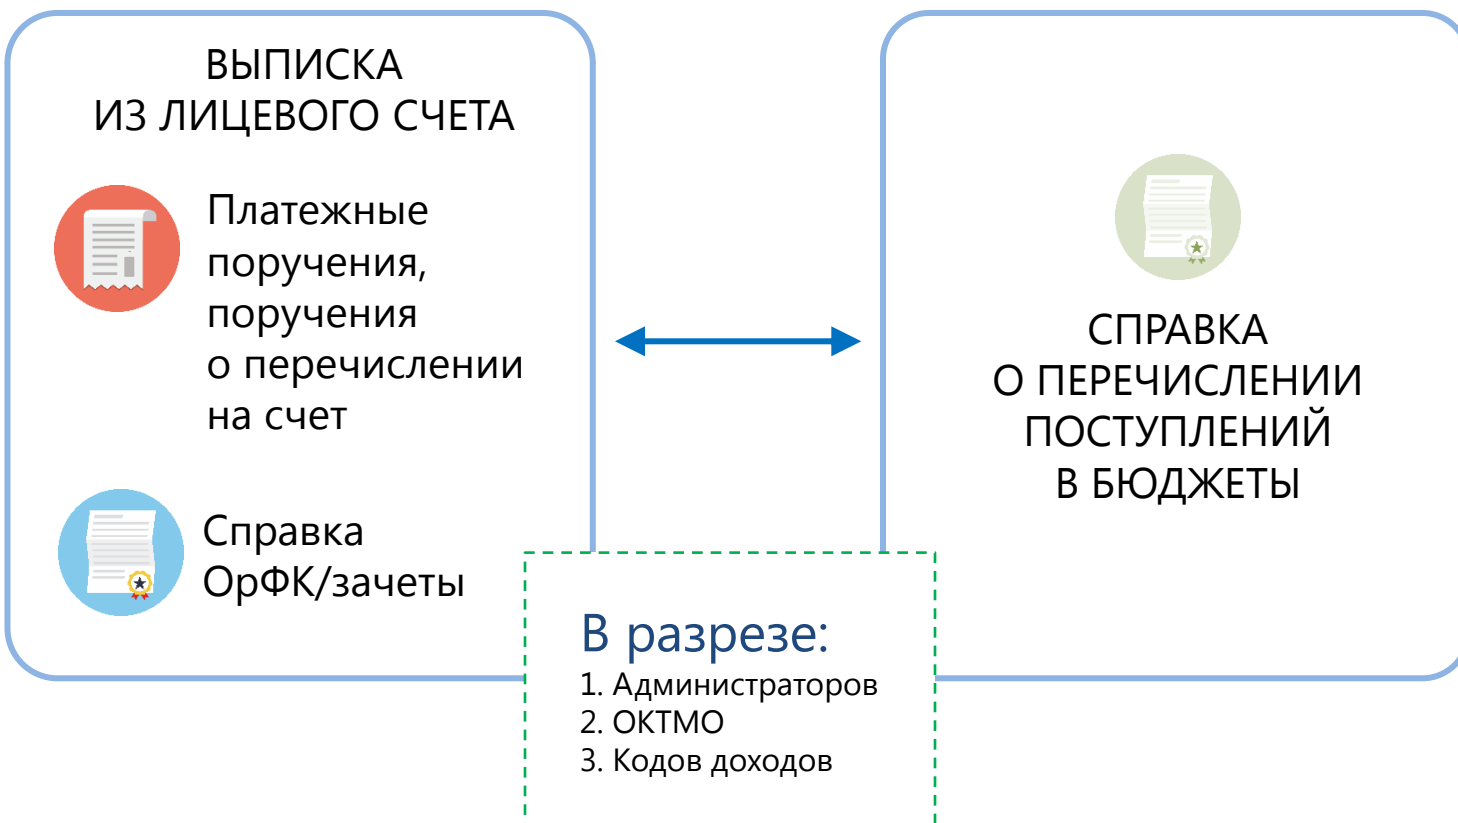 ВЫПИСКА
ИЗ ЛИЦЕВОГО СЧЕТА
Платежные
поручения,
поручения
о перечислении
на счет
Справка
ОрФК/зачеты
СПРАВКА
О ПЕРЕЧИСЛЕНИИ
ПОСТУПЛЕНИЙ
В БЮДЖЕТЫ
В разрезе:
1. Администраторов
2. ОКТМО
3. Кодов доходов